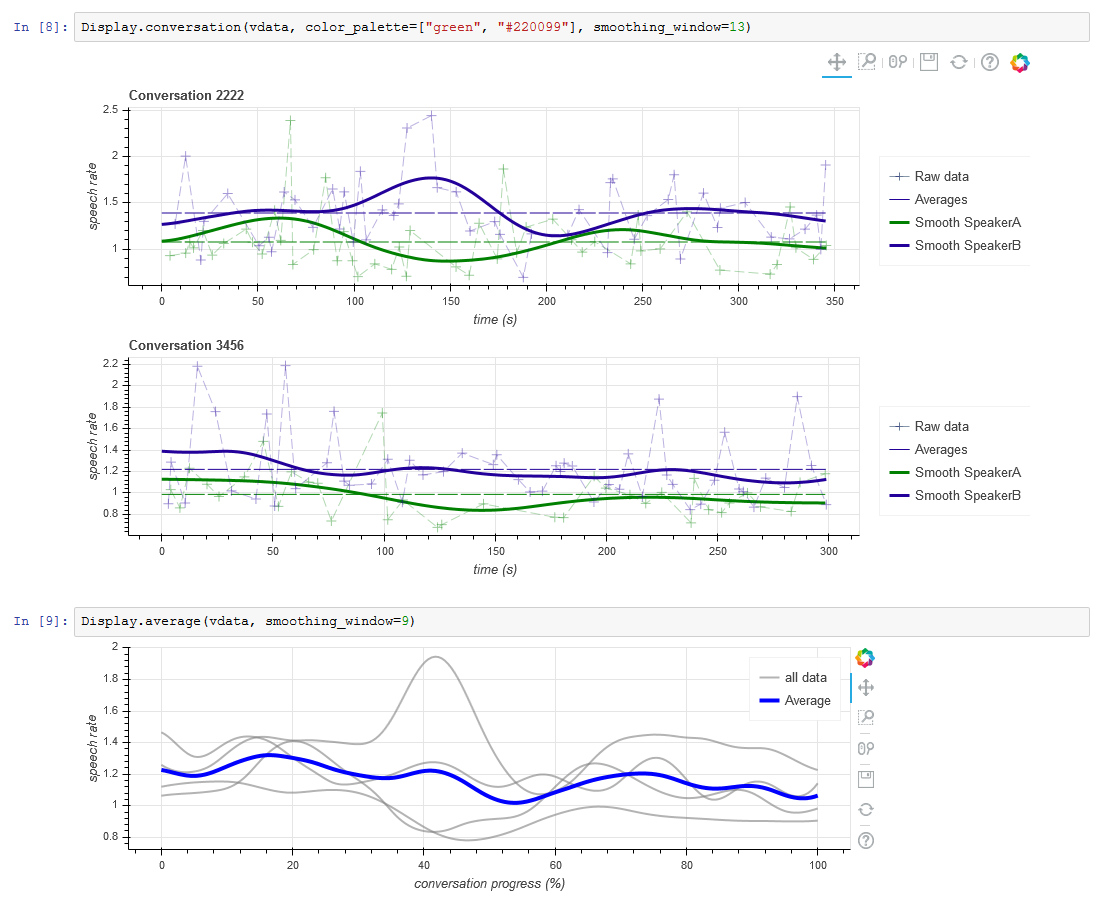 In [8]: Display.conversation(vdata, color_palette=["green", "#220099"], smoothing_window=13)
Conversation 2222
2.5
2
1.5
1
speech rate
0 50 100 150 200 250 300 350
time (s)
Raw data
Averages
Smooth SpeakerA
Smooth SpeakerB
Conversation 3456
2.2
2
1.8
1.6
1.4
1.2
1
0.8
speech rate
0 50 100 150 200 250 300
time (s)
Raw data
Averages
Smooth SpeakerA
Smooth SpeakerB
In [9]: Display.average(vdata, smoothing_window=9)
2
1.8
1.6
1.4
1.2
1
0.8
speech rate
0 20 40 60 80 100
conversation progress (%)
all data
Average